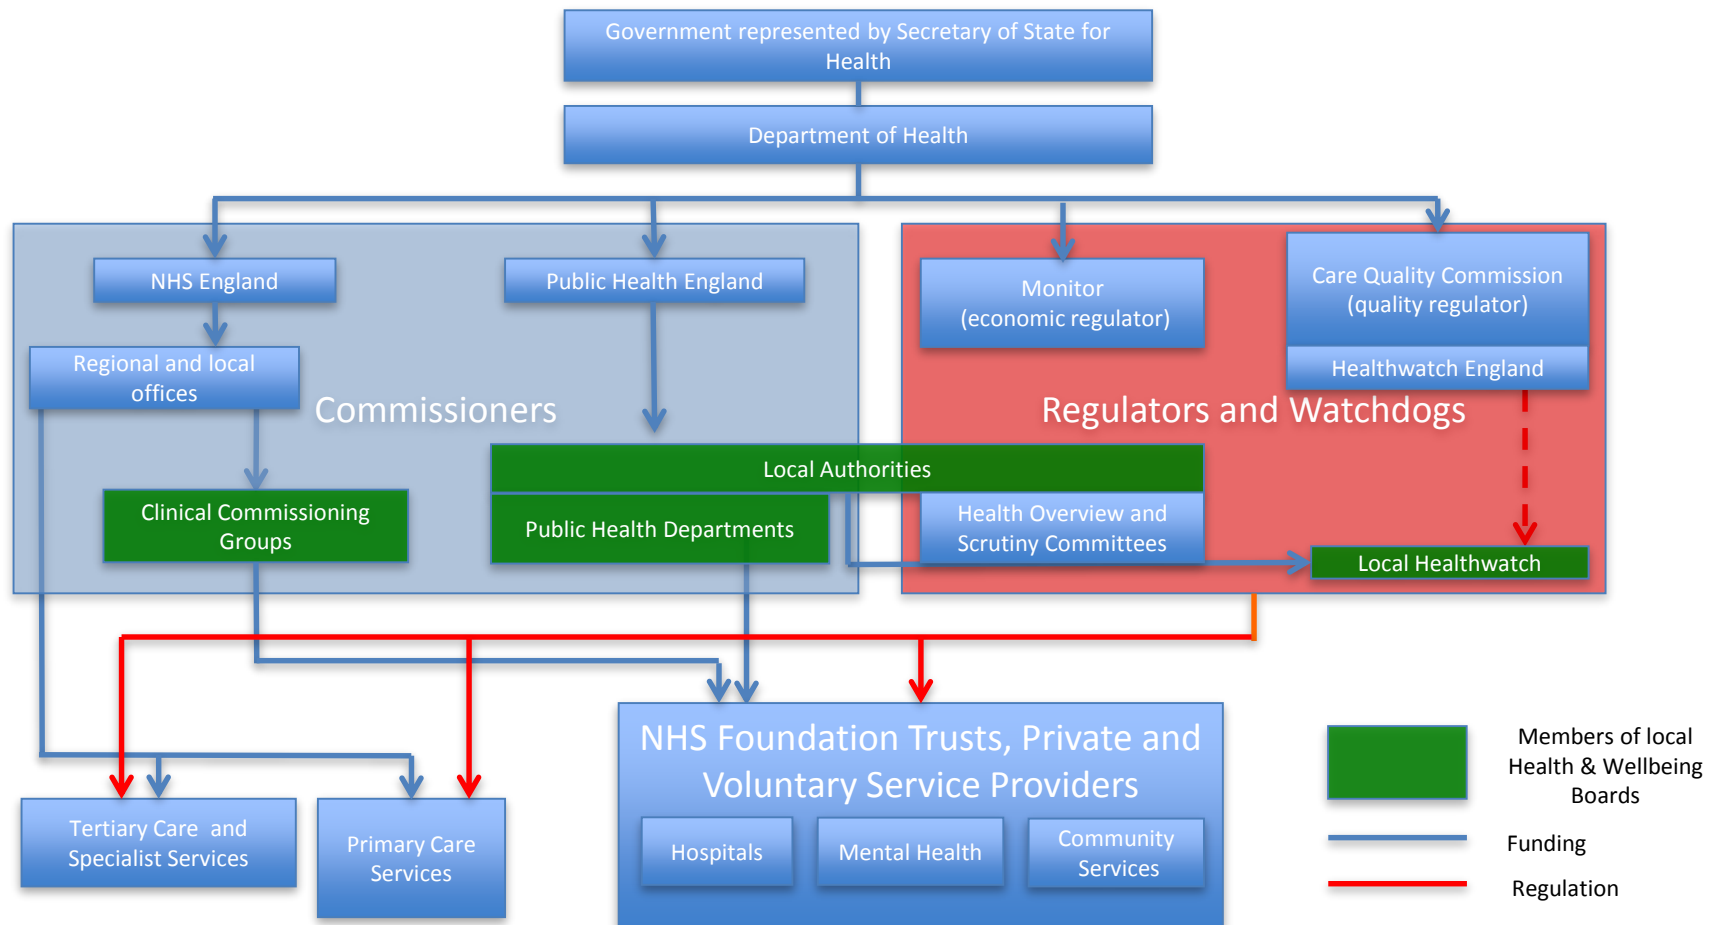 Government represented by Secretary of State for
Health
Department of Health
NHS England
Public Health England
Monitor
(economic regulator)
Care Quality Commission
(quality regulator)
Healthwatch England
Regional and local
offices
Commissioners
Regulators and Watchdogs
Local Authorities
Clinical Commissioning
Groups
Public Health Departments
Health Overview and
Scrutiny Committees
Local Healthwatch
NHS Foundation Trusts, Private and
Voluntary Service Providers
Hospitals
Mental Health
Community
Services
Tertiary Care and
Specialist Services
Primary Care
Services
Members of local
Health & Wellbeing
Boards
Funding
Regulation